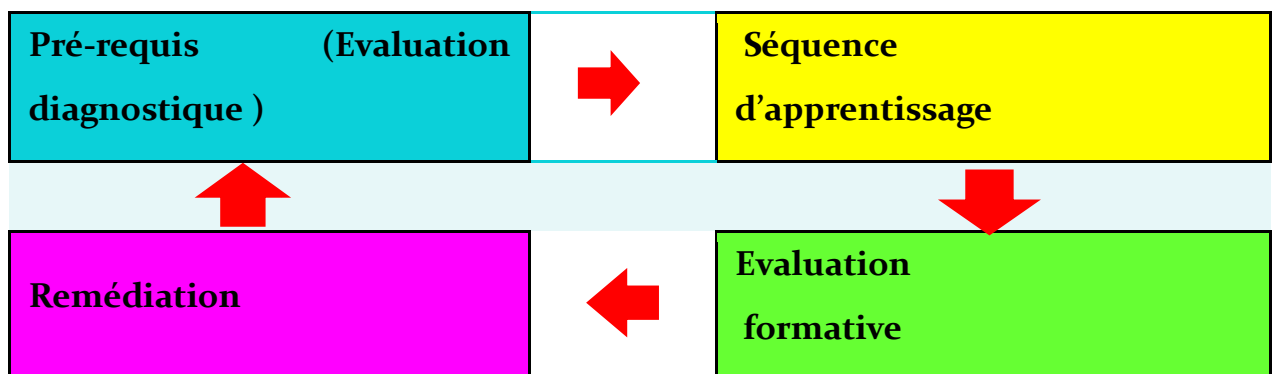 Pré-requis (Evaluation
diagnostique )
Séquence
d’apprentissage
Remédiation
Evaluation
formative